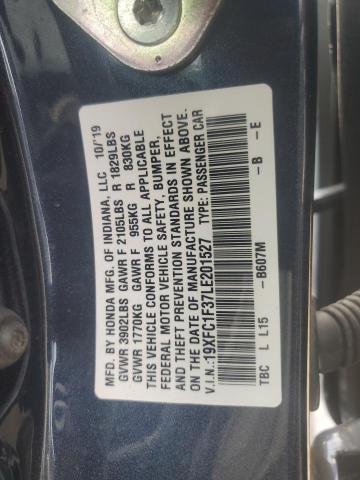 MFD. BY HONDA MFG. OF INDIANA, LLC 10/'19
GVWR 3902LBS GAWR F 2105LBS R 1829LBS
GVWR 1770KG GAWR F 955KG R 830KG
THIS VEHICLE CONFORMS TO ALL APPLICABLE
FEDERAL MOTOR VEHICLE SAFETY, BUMPER,
AND THEFT PREVENTION STANDARDS IN EFFECT
ON THE DATE OF MANUFACTURE SHOWN ABOVE.
V.I.N.:19XFC1F37LE201527 TYPE: PASSENGER CAR
TBC L L15 -B607M -B -E